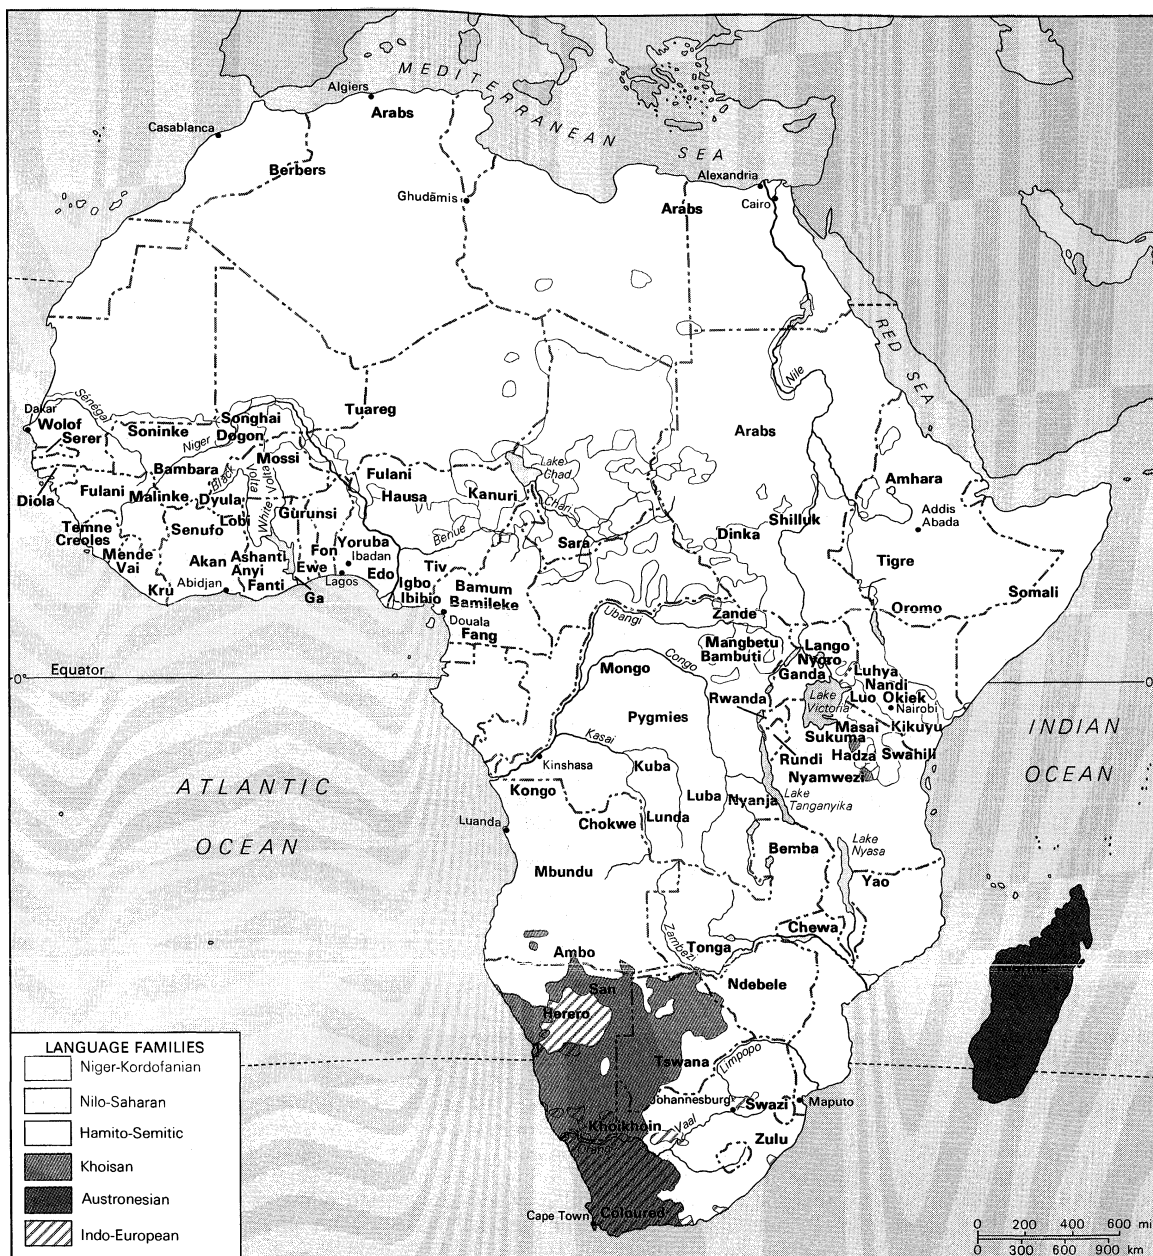 MEDITERRANEAN
SEA
Algiers
Arabs
Casablanca
Berbers
Ghudāmis
Alexandria
Arabs
Cairo
RED SEA
Nile
Sénégal
Dakar
Wolof
Serer
Soninke
Niger
Songhai
Dogon
Tuareg
Arabs
Mossi
Bambara
Black
Volta
White
Volta
Fulani
Hausa
Kanuri
Lake
Chad
Chari
Amhara
Diola
Fulani
Malinke
Dyula
Lobi
Gurunsi
Benue
Sara
Dinka
Shilluk
Addis
Abada
Temne
Creoles
Senufo
Mende
Vai
Akan
Ashanti
Anyi
Fon
Ewe
Yoruba
Ibadan
Edo
Tiv
Tigre
Kru
Abidjan
Fanti
Ga
Lagos
Igbo
Ibibio
Bamum
Bamileke
Somali
Oromo
Douala
Fang
Ubangi
Zande
Mangbetu
Bambuti
Lango
Nyoro
Ganda
Luhya
Nandi
Equator
0°
0
Mongo
Congo
Rwanda
Lake
Victoria
Luo
Okiek
Nairobi
Pygmies
Masai
Kikuyu
Sukuma
Hadza
Swahili
INDIAN
OCEAN
Kasai
Kinshasa
Rundi
Nyamwezi
Kuba
ATLANTIC
OCEAN
Kongo
Luba
Nyanja
Lake
Tanganyika
Luanda
Chokwe
Lunda
Bemba
Lake
Nyasa
Mbundu
Yao
Zambezi
Chewa
Ambo
Tonga
San
Ndebele
Herero
Tswana
Limpopo
Johannesburg
Swazi
Maputo
Khoikhoin
Vaal
Zulu
Cape Town
Coloured
LANGUAGE FAMILIES
Niger-Kordofanian
Nilo-Saharan
Hamito-Semitic
Khoisan
Austronesian
Indo-European
0 200 400 600 mi
0 300 600 900 km